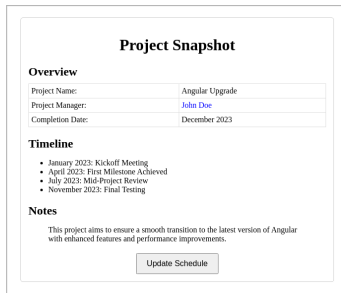 Project Snapshot
Overview
Project Name: Angular Upgrade
Project Manager: John Doe
Completion Date: December 2023
Timeline
January 2023: Kickoff Meeting
April 2023: First Milestone Achieved
July 2023: Mid-Project Review
November 2023: Final Testing
Notes
This project aims to ensure a smooth transition to the latest version of Angular
with enhanced features and performance improvements.
Update Schedule